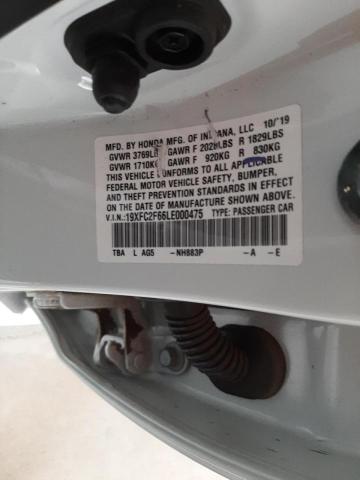 MFD. BY HONDA MFG. OF INDIANA, LLC 10/19
GVWR 3769LBS GAWR F 2028LBS R 1829LBS
GVWR 1710KG GAWR F 920KG R 830KG
THIS VEHICLE CONFORMS TO ALL APPLICABLE
FEDERAL MOTOR VEHICLE SAFETY, BUMPER,
AND THEFT PREVENTION STANDARDS IN EFFECT
ON THE DATE OF MANUFACTURE SHOWN ABOVE.
V.I.N.: 19XFC2F66LE000475 TYPE: PASSENGER CAR
TBA L AG5 -NH883P -A -E